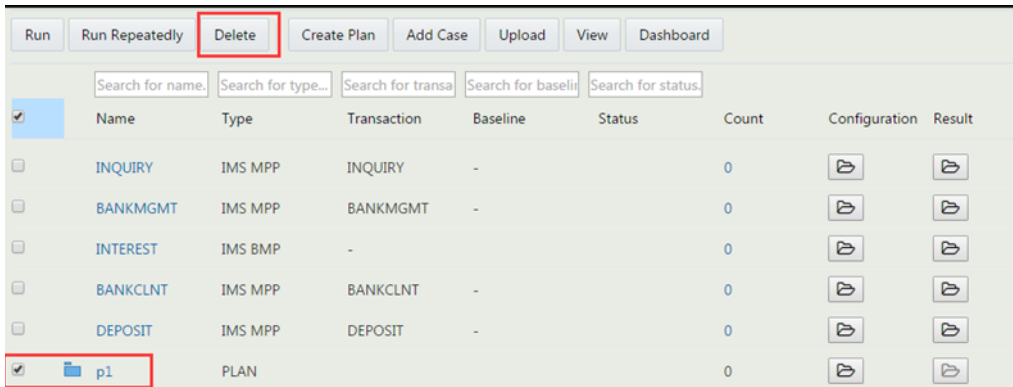 Run Run Repeatedly Delete Create Plan Add Case Upload View Dashboard
Search for name. Search for type... Search for transa Search for baselin Search for status.
Name Type Transaction Baseline Status Count Configuration Result
INQUIRY IMS MPP INQUIRY - 0
BANKMGMT IMS MPP BANKMGMT - 0
INTEREST IMS BMP - 0
BANKCLNT IMS MPP BANKCLNT - 0
DEPOSIT IMS MPP DEPOSIT - 0
p1 PLAN 0